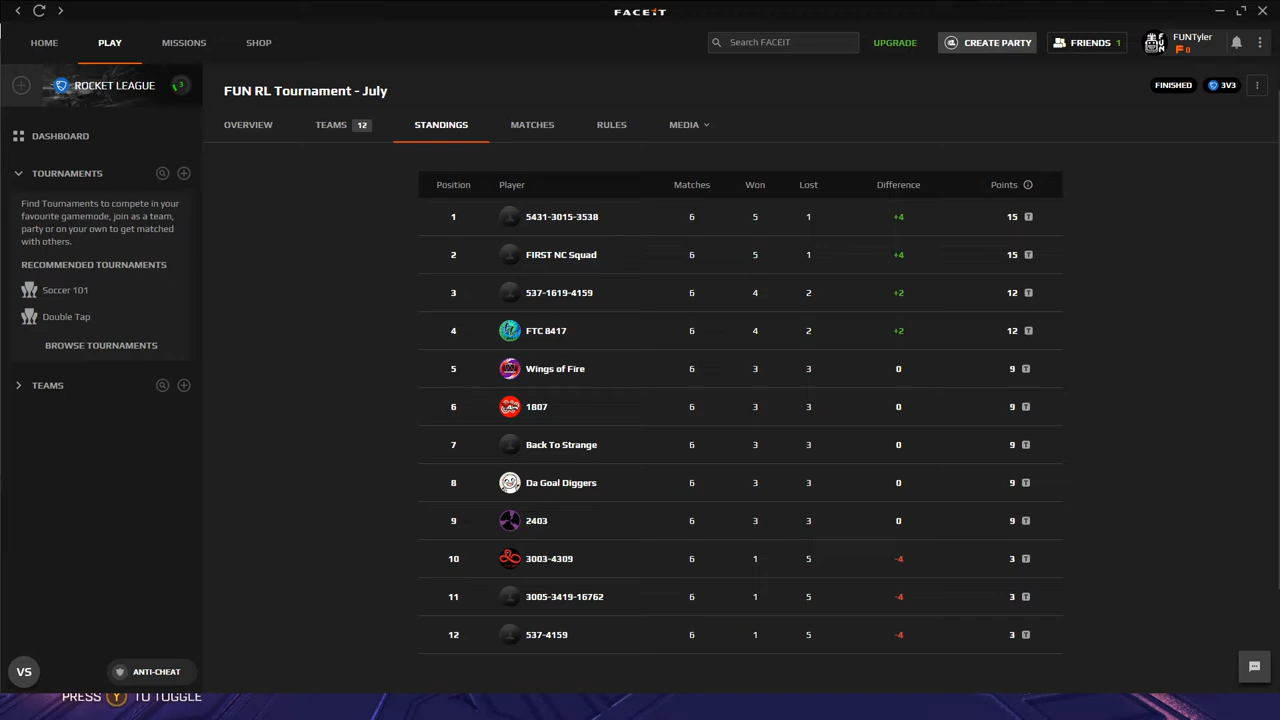 FACEIT
HOME PLAY MISSIONS SHOP
Search FACEIT
UPGRADE
CREATE PARTY
FRIENDS 1
FUNTyler
0
ROCKET LEAGUE 3
FUN RL Tournament - July
FINISHED 3V3
OVERVIEW TEAMS 12 STANDINGS MATCHES RULES MEDIA
DASHBOARD
TOURNAMENTS
Find Tournaments to compete in your
favourite gamemode, join as a team,
party or on your own to get matched
with others.
RECOMMENDED TOURNAMENTS
Soccer 101
Double Tap
BROWSE TOURNAMENTS
TEAMS
Position Player Matches Won Lost Difference Points
1 5431-3015-3538 6 5 1 +4 15 T
2 FIRST NC Squad 6 5 1 +4 15 T
3 537-1619-4159 6 4 2 +2 12 T
4 FTC 8417 6 4 2 +2 12 T
5 Wings of Fire 6 3 3 0 9 T
6 1807 6 3 3 0 9 T
7 Back To Strange 6 3 3 0 9 T
8 Da Goal Diggers 6 3 3 0 9 T
9 2403 6 3 3 0 9 T
10 3003-4309 6 1 5 -4 3 T
11 3005-3419-16762 6 1 5 -4 3 T
12 537-4159 6 1 5 -4 3 T
VS
ANTI-CHEAT
PRESS Y TO TOGGLE